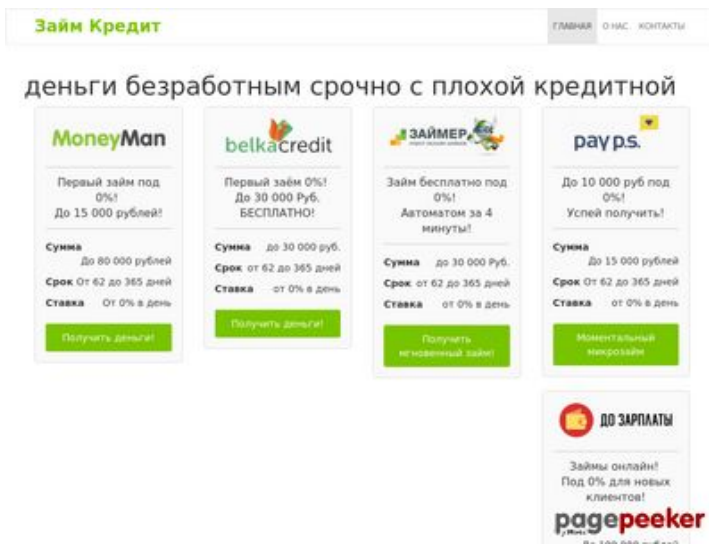 Займ Кредит
ГЛАВНАЯ О НАС КОНТАКТЫ
деньги безработным срочно с плохой кредитной
MoneyMan
Первый займ под
0%!
До 15 000 рублей!
Сумма
До 80 000 рублей
Срок От 62 до 365 дней
Ставка От 0% в день
Получить деньги!
belkacredit
Первый заём 0%!
До 30 000 Руб.
БЕСПЛАТНО!
Сумма до 30 000 руб.
Срок от 62 до 365 дней
Ставка от 0% в день
Получить деньги!
ЗАЙМЕР
Займ бесплатно под
0%!
Автоматом за 4
минуты!
Сумма до 30 000 Руб.
Срок от 62 до 365 дней
Ставка от 0% в день
Получить
мгновенный займ!
pay p.s.
До 10 000 руб под
0%!
Успей получить!
Сумма
До 15 000 рублей
Срок От 62 до 365 дней
Ставка От 0% в день
Моментальный
микрозайм
ДО ЗАРПЛАТЫ
Займы онлайн!
Под 0% для новых
клиентов!
pagepeeker
До 100 000 рублей